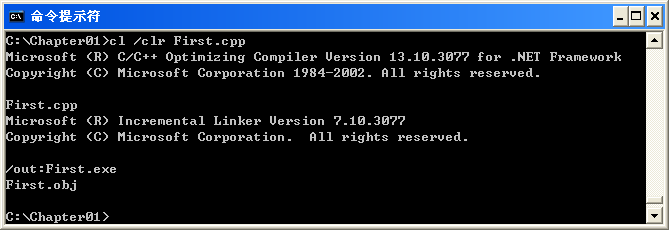 命令提示符
C:\Chapter01>cl /clr First.cpp
Microsoft (R) C/C++ Optimizing Compiler Version 13.10.3077 for .NET Framework
Copyright (C) Microsoft Corporation 1984-2002. All rights reserved.
First.cpp
Microsoft (R) Incremental Linker Version 7.10.3077
Copyright (C) Microsoft Corporation.  All rights reserved.
/out:First.exe
First.obj
C:\Chapter01>